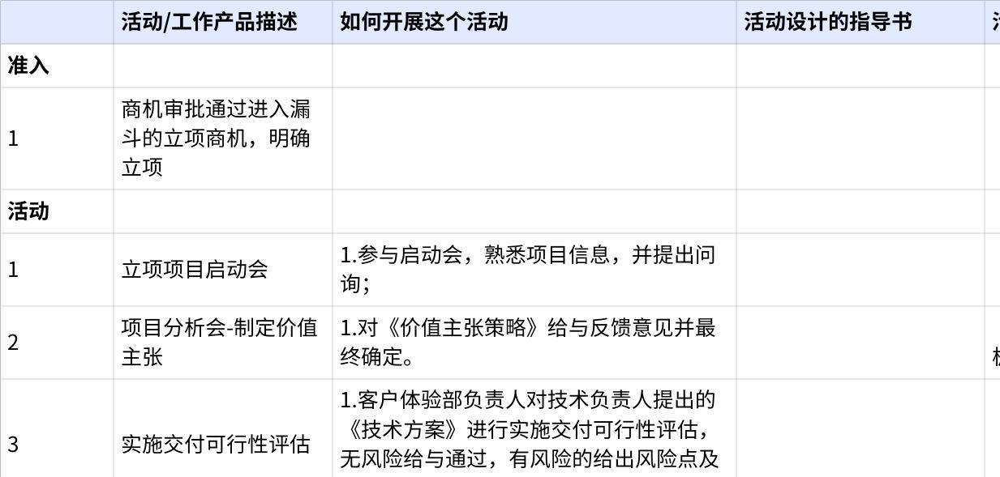 活动/工作产品描述
如何开展这个活动
活动设计的指导书
准入
1
商机审批通过进入漏
斗的立项商机，明确
立项
活动
1
立项项目启动会
1.参与启动会，熟悉项目信息，并提出问
询；
2
项目分析会-制定价值
主张
1.对《价值主张策略》给与反馈意见并最
终确定。
3
实施交付可行性评估
1.客户体验部负责人对技术负责人提出的
《技术方案》进行实施交付可行性评估，
无风险给与通过，有风险的给出风险点及